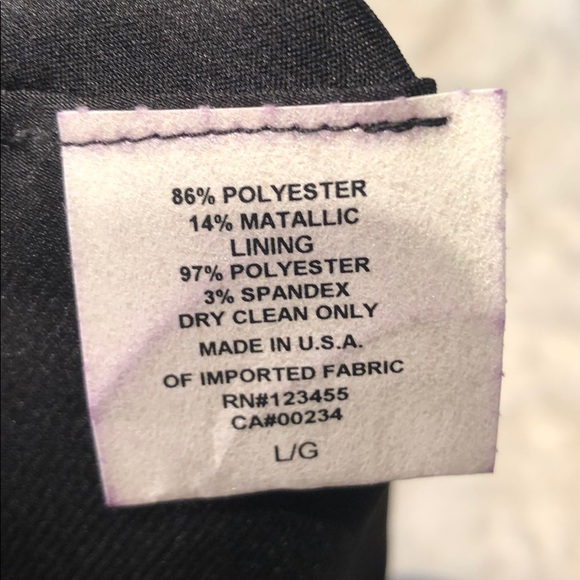 86% POLYESTER
14% MATALLIC
LINING
97% POLYESTER
3% SPANDEX
DRY CLEAN ONLY
MADE IN U.S.A.
OF IMPORTED FABRIC
RN#123455
CA#00234
L/G